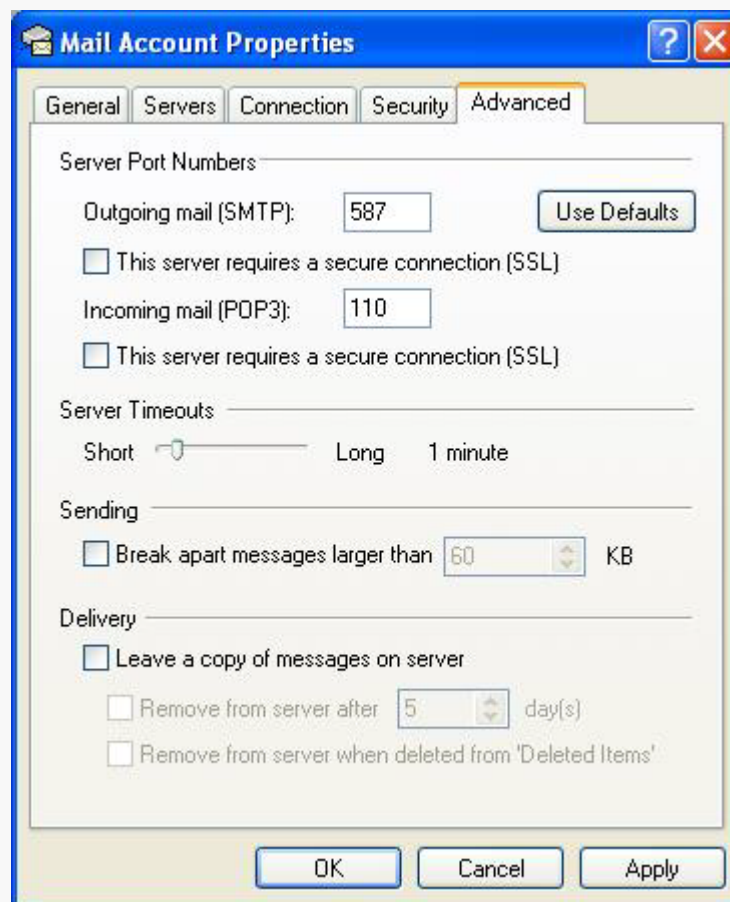 Mail Account Properties
General Servers Connection Security Advanced
Server Port Numbers
Outgoing mail (SMTP): 587 Use Defaults
This server requires a secure connection (SSL)
Incoming mail (POP3): 110
This server requires a secure connection (SSL)
Server Timeouts
Short Long 1 minute
Sending
Break apart messages larger than 60 KB
Delivery
Leave a copy of messages on server
Remove from server after 5 day(s)
Remove from server when deleted from 'Deleted Items'
OK Cancel Apply